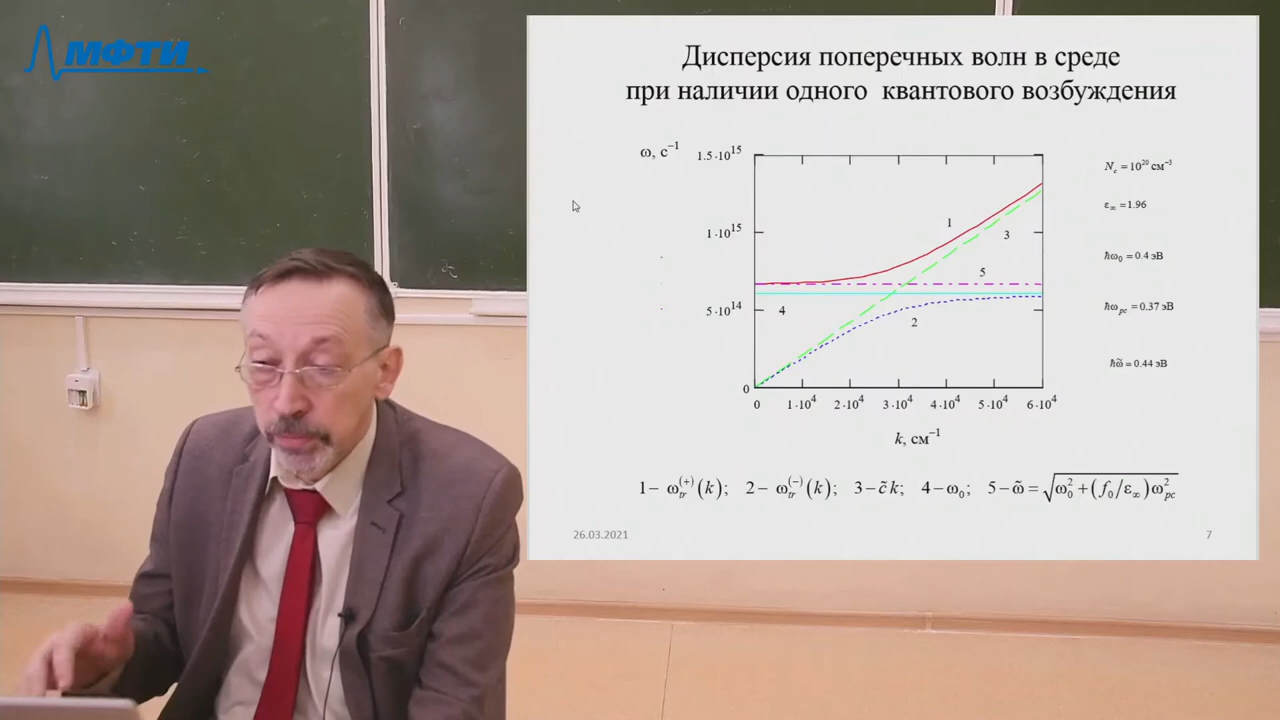 МФТИ
Дисперсия поперечных волн в среде
при наличии одного квантового возбуждения
ω, с⁻¹
1.5·10¹⁵
1·10¹⁵
5·10¹⁴
0
0 1·10⁴ 2·10⁴ 3·10⁴ 4·10⁴ 5·10⁴ 6·10⁴
k, см⁻¹
1
3
5
4
2
N_e = 10²⁰ см⁻³
ε_∞ = 1.96
ħω₀ = 0.4 эВ
ħω_pc = 0.37 эВ
ħω̃ = 0.44 эВ
1 – ω_tr^(+)(k); 2 – ω_tr^(−)(k); 3 – c̃k; 4 – ω₀; 5 – ω̃ = √(ω₀² + (f₀/ε_∞)ω_pc²)
26.03.2021
7